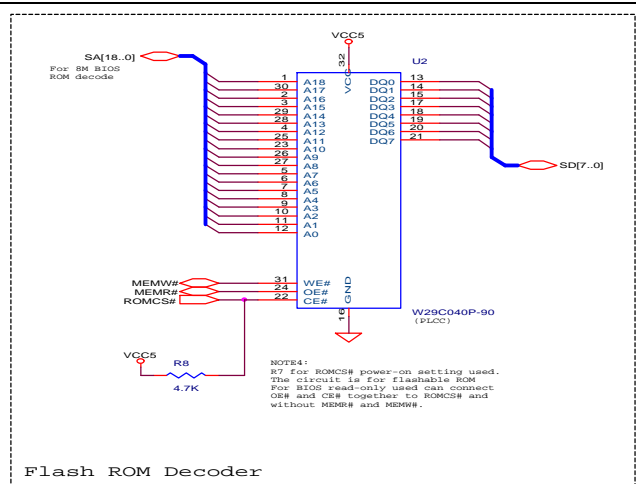 VCC5
SA[18..0]
For 8M BIOS
ROM decode
U2
32
VCC
1 A18 DQ0 13
30 A17 DQ1 14
2 A16 DQ2 15
3 A15 DQ3 17
29 A14 DQ4 18
28 A13 DQ5 19
4 A12 DQ6 20
25 A11 DQ7 21
23 A10
26 A9
27 A8
5 A7
6 A6
7 A5
8 A4
9 A3
10 A2
11 A1
12 A0
SD[7..0]
MEMW# 31 WE#
MEMR# 24 OE#
ROMCS# 22 CE#
GND
16
W29C040P-90
(PLCC)
VCC5
R8
4.7K
NOTE4:
R7 for ROMCS# power-on setting used.
The circuit is for flashable ROM
For BIOS read-only used can connect
OE# and CE# together to ROMCS# and
without MEMR# and MEMW#.
Flash ROM Decoder